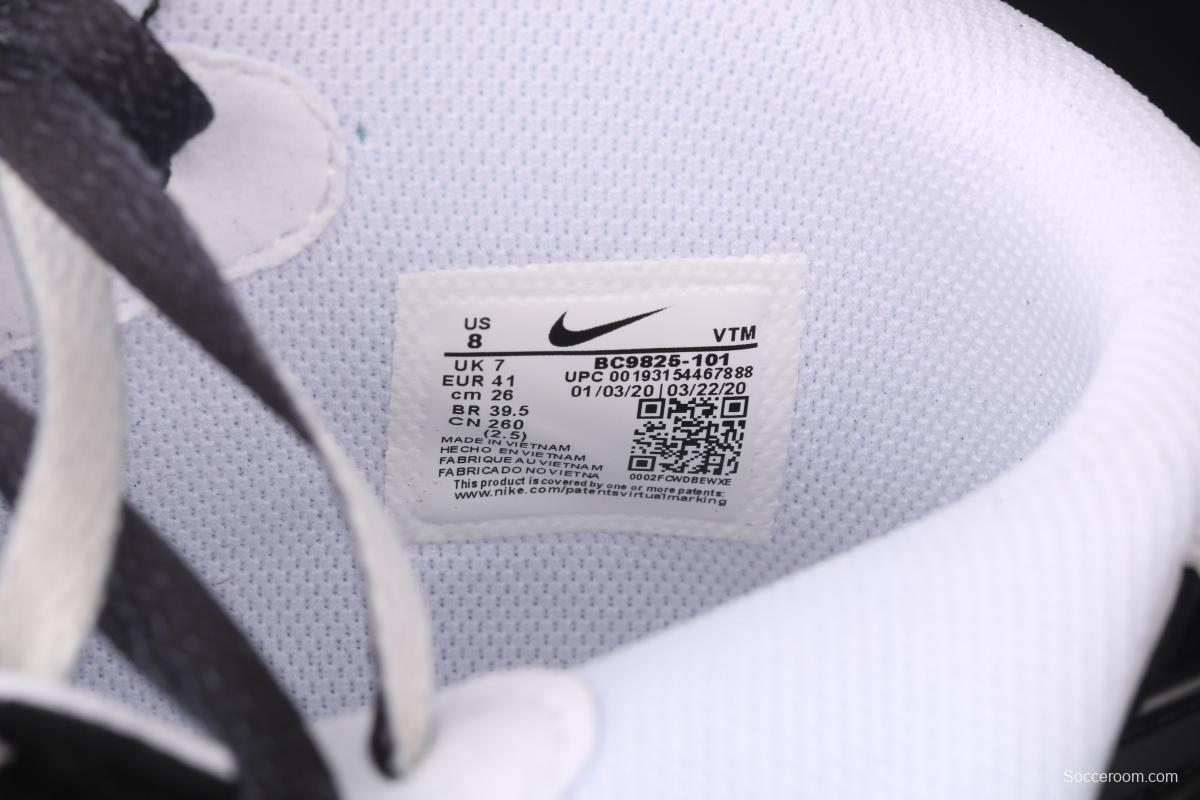 US
8
VTM
UK 7
EUR 41
cm 26
BR 39.5
CN 260
(2.5)
BC9825-101
UPC 00193154467888
01/03/20 | 03/22/20
MADE IN VIETNAM
HECHO EN VIETNAM
FABRIQUE AU VIETNAM
FABRICADO NO VIETNA
0002FCWDBEWXE
This product is covered by one or more patents:
www.nike.com/patentsvirtualmarking
Socceroom.com